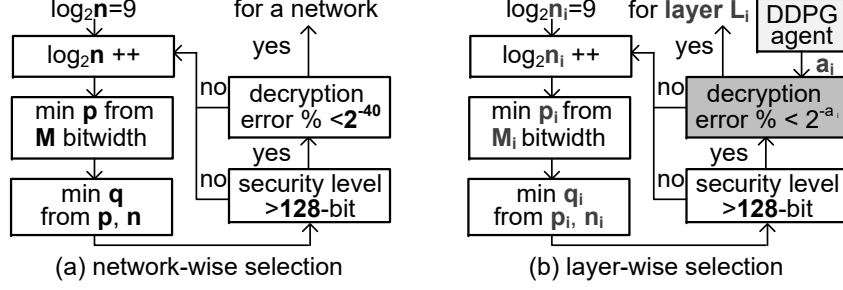 log₂n=9
for a network
log₂n ++
yes
no
min p from
M bitwidth
decryption
error % <2⁻⁴⁰
yes
no
min q
from p, n
security level
>128-bit
(a) network-wise selection
log₂nᵢ=9
for layer Lᵢ
DDPG
agent
log₂nᵢ ++
yes
aᵢ
no
min pᵢ from
Mᵢ bitwidth
decryption
error % < 2⁻ᵃⁱ
yes
no
min qᵢ
from pᵢ, nᵢ
security level
>128-bit
(b) layer-wise selection